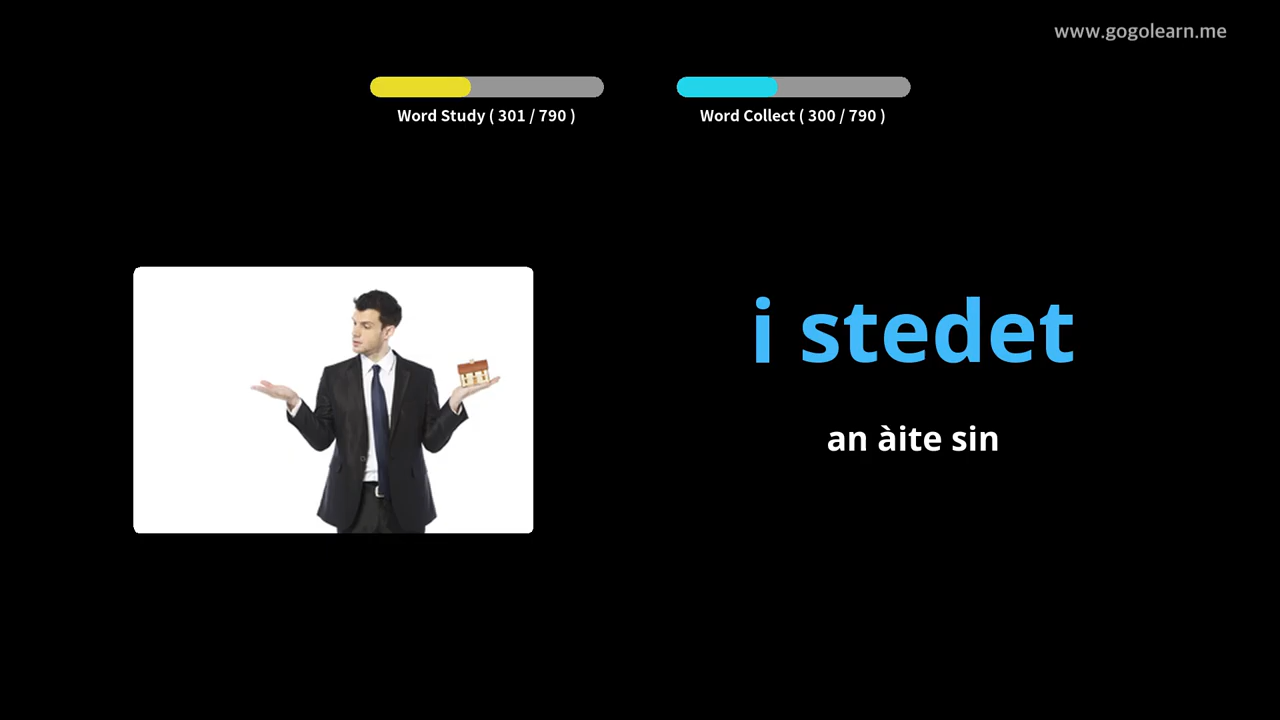 www.gogolearn.me
Word Study ( 301 / 790 )
Word Collect ( 300 / 790 )
i stedet
an àite sin